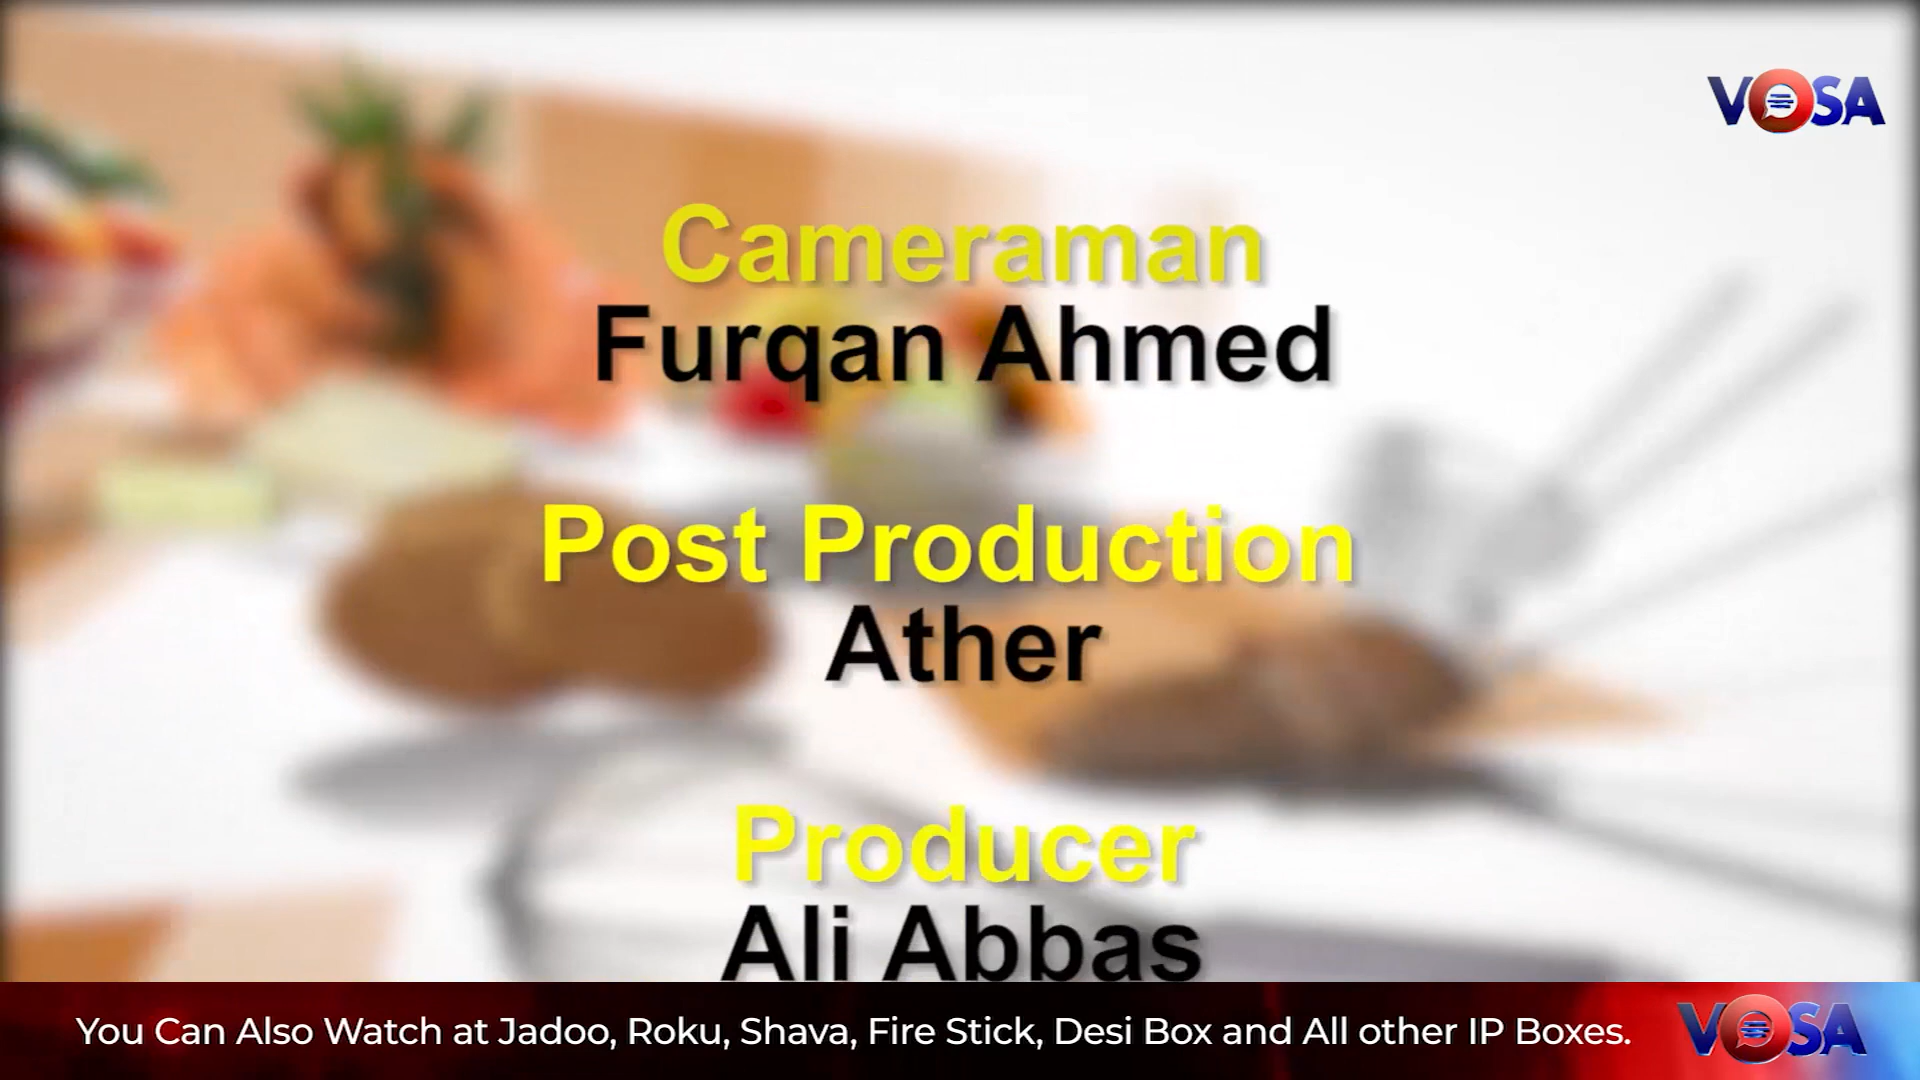 VOSA
Cameraman
Furqan Ahmed
Post Production
Ather
Producer
Ali Abbas
You Can Also Watch at Jadoo, Roku, Shava, Fire Stick, Desi Box and All other IP Boxes.
VOSA